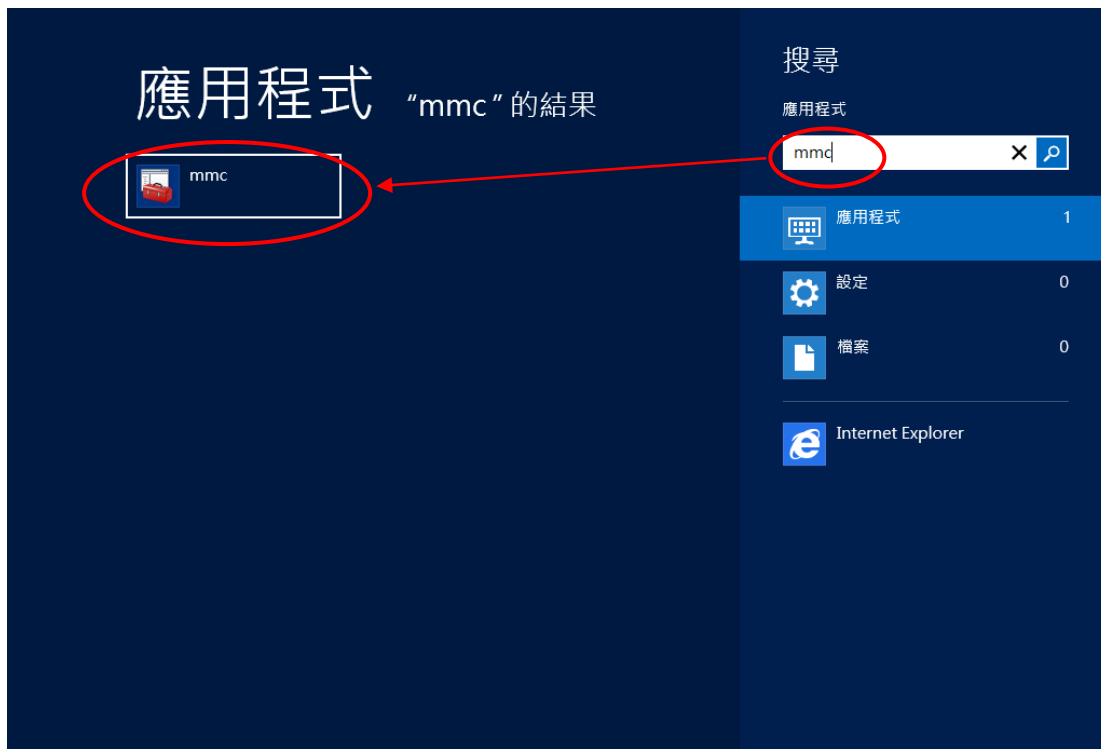 應用程式 "mmc" 的結果
mmc
搜尋
應用程式
mmc
應用程式 1
設定 0
檔案 0
Internet Explorer